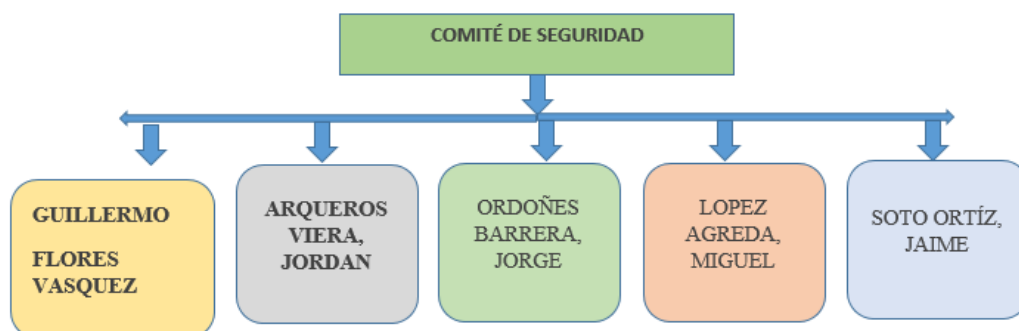 COMITÉ DE SEGURIDAD
GUILLERMO
FLORES
VASQUEZ
ARQUEROS
VIERA,
JORDAN
ORDOÑES
BARRERA,
JORGE
LOPEZ
AGREDA,
MIGUEL
SOTO ORTÍZ,
JAIME